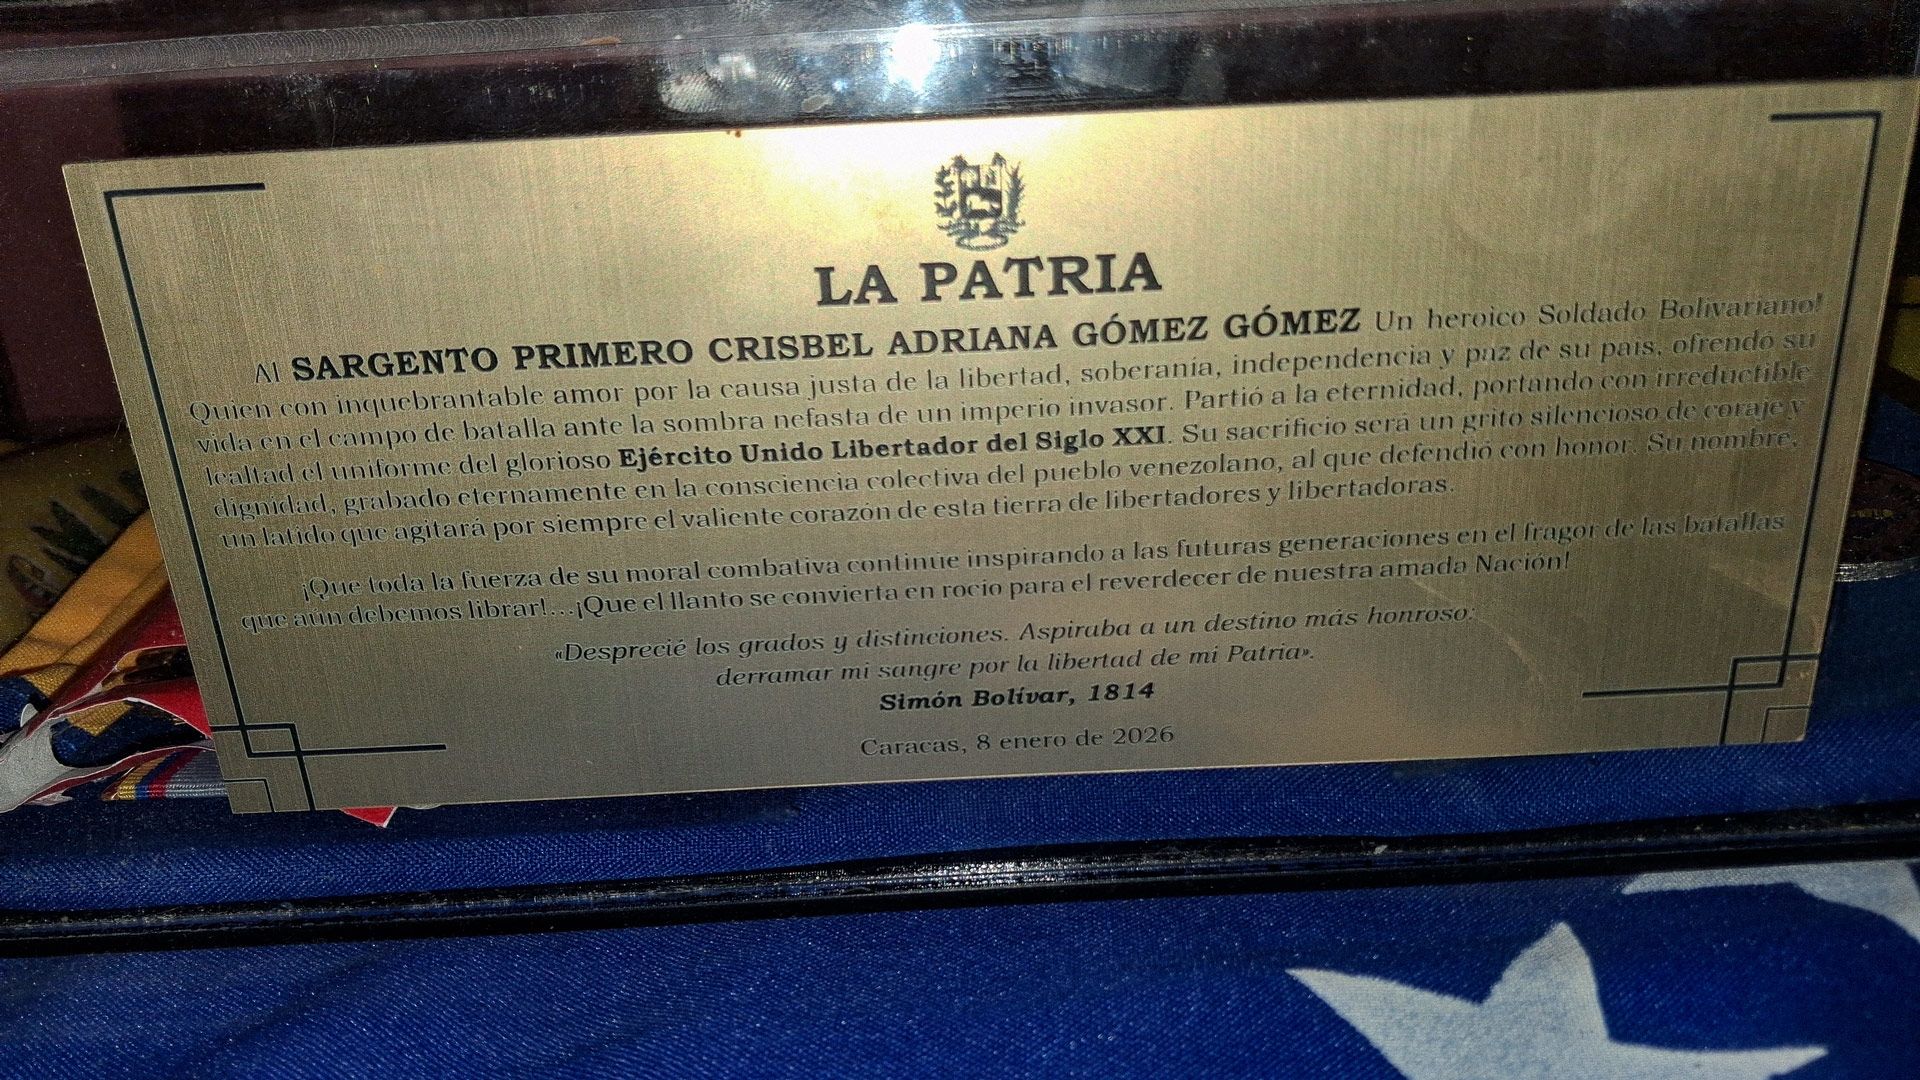 LA PATRIA
Al SARGENTO PRIMERO CRISBEL ADRIANA GÓMEZ GÓMEZ Un heroico Soldado Bolivariano!
Quien con inquebrantable amor por la causa justa de la libertad, soberanía, independencia y paz de su país, ofrendó su
vida en el campo de batalla ante la sombra nefasta de un imperio invasor. Partió a la eternidad, portando con irreductible
lealtad el uniforme del glorioso Ejército Unido Libertador del Siglo XXI. Su sacrificio será un grito silencioso de coraje y
dignidad, grabado eternamente en la consciencia colectiva del pueblo venezolano, al que defendió con honor. Su nombre,
un latido que agitará por siempre el valiente corazón de esta tierra de libertadores y libertadoras.
¡Que toda la fuerza de su moral combativa continúe inspirando a las futuras generaciones en el fragor de las batallas
que aún debemos librar!...¡Que el llanto se convierta en rocío para el reverdecer de nuestra amada Nación!
«Desprecié los grados y distinciones. Aspiraba a un destino más honroso:
derramar mi sangre por la libertad de mi Patria».
Simón Bolívar, 1814
Caracas, 8 enero de 2026